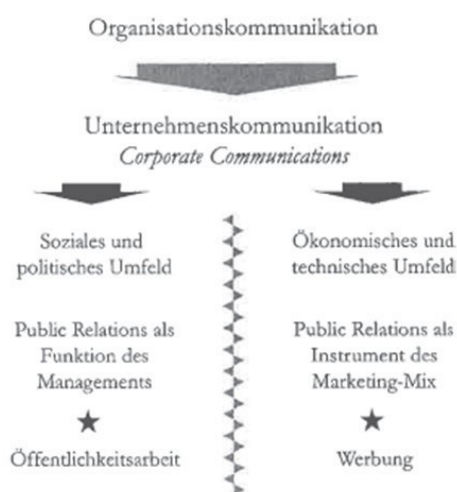 Organisationskommunikation
Unternehmenskommunikation
Corporate Communications
Soziales und
politisches Umfeld
Public Relations als
Funktion des
Managements
Öffentlichkeitsarbeit
Ökonomisches und
technisches Umfeld
Public Relations als
Instrument des
Marketing-Mix
Werbung